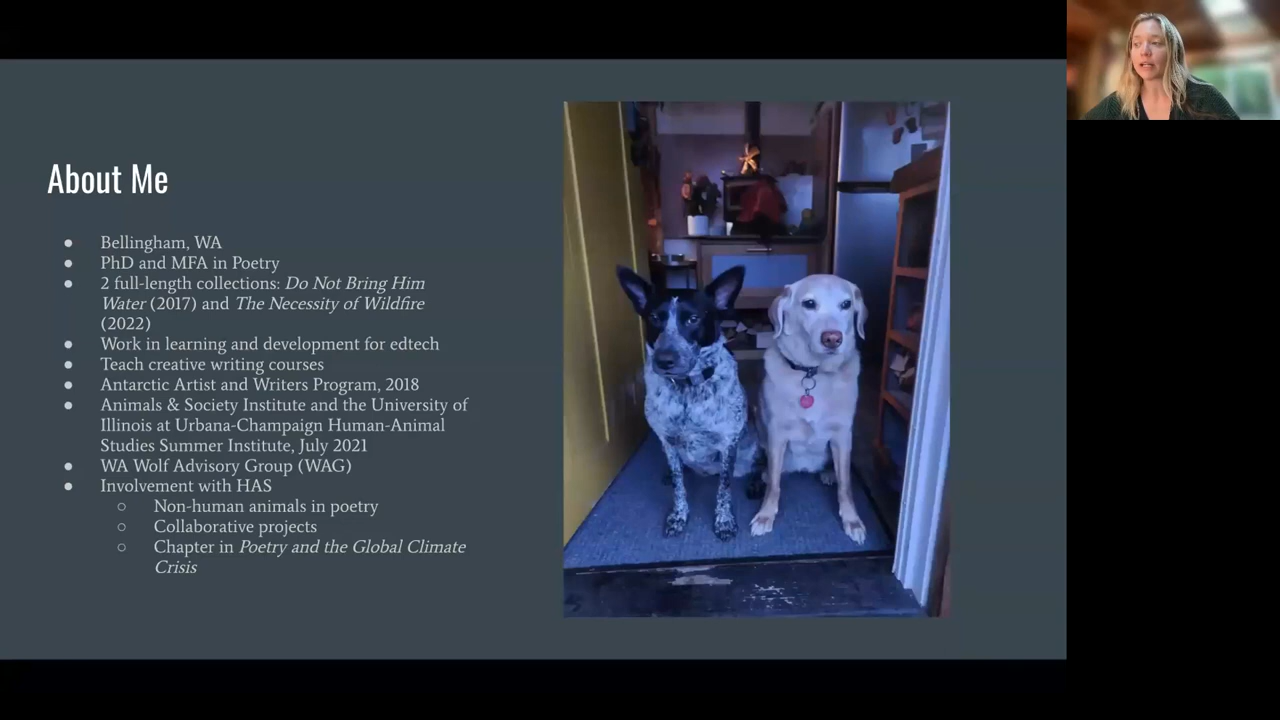 About Me
● Bellingham, WA
● PhD and MFA in Poetry
● 2 full-length collections: Do Not Bring Him
Water (2017) and The Necessity of Wildfire
(2022)
● Work in learning and development for edtech
● Teach creative writing courses
● Antarctic Artist and Writers Program, 2018
● Animals & Society Institute and the University of
Illinois at Urbana-Champaign Human-Animal
Studies Summer Institute, July 2021
● WA Wolf Advisory Group (WAG)
● Involvement with HAS
○ Non-human animals in poetry
○ Collaborative projects
○ Chapter in Poetry and the Global Climate
Crisis